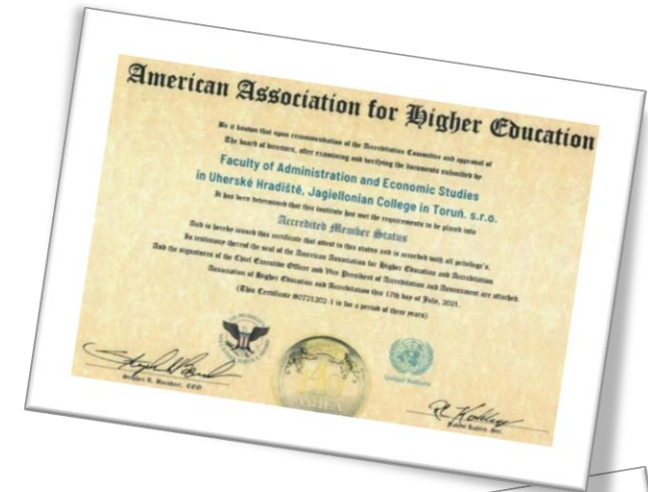 American Association for Higher Education
Be it known that upon recommendation of the Accreditation Committee and approval of
The board of directors, after examining and verifying the documents submitted by
Faculty of Administration and Economic Studies
in Uherské Hradiště, Jagiellonian College in Toruń. s.r.o.
It has been determined that this institute has met the requirements to be placed into
Accredited Member Status
And is hereby issued this certificate that attest to this status and is accorded with all privilege's.
In testimony thereof the seal of the American Association for Higher Education and Accreditation
And the signatures of the Chief Executive Officer and Vice President of Accreditation and Assessment are attached.
Association of Higher Education and Accreditation this 17th day of July, 2021.
(This Certificate #0721202-1 is for a period of three years)
United Nations
CEO